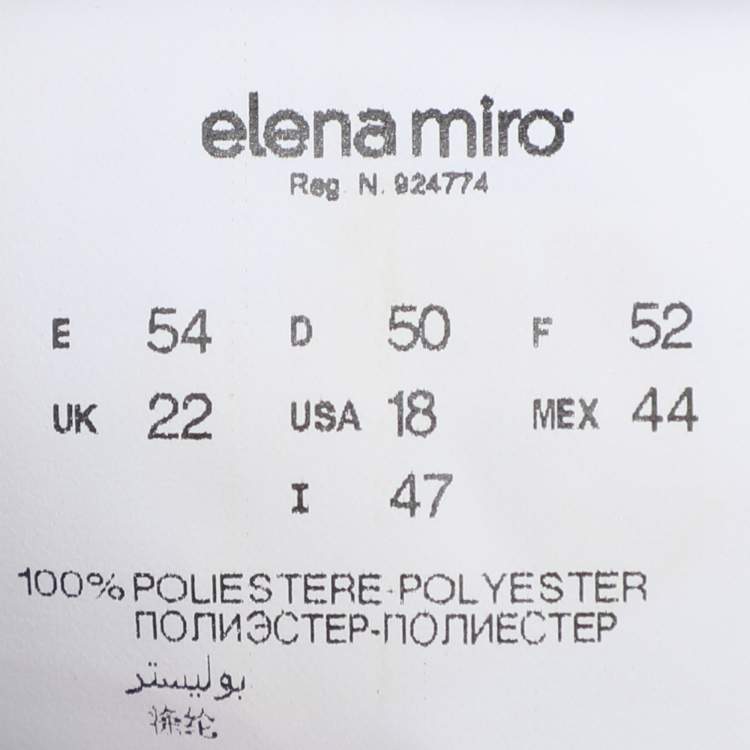 elena miro
Reg. N. 924774
E 54 D 50 F 52
UK 22 USA 18 MEX 44
I 47
100% POLIESTERE-POLYESTER
ПОЛИЭСТЕР-ПОЛИЕСТЕР
بوليستر
涤纶